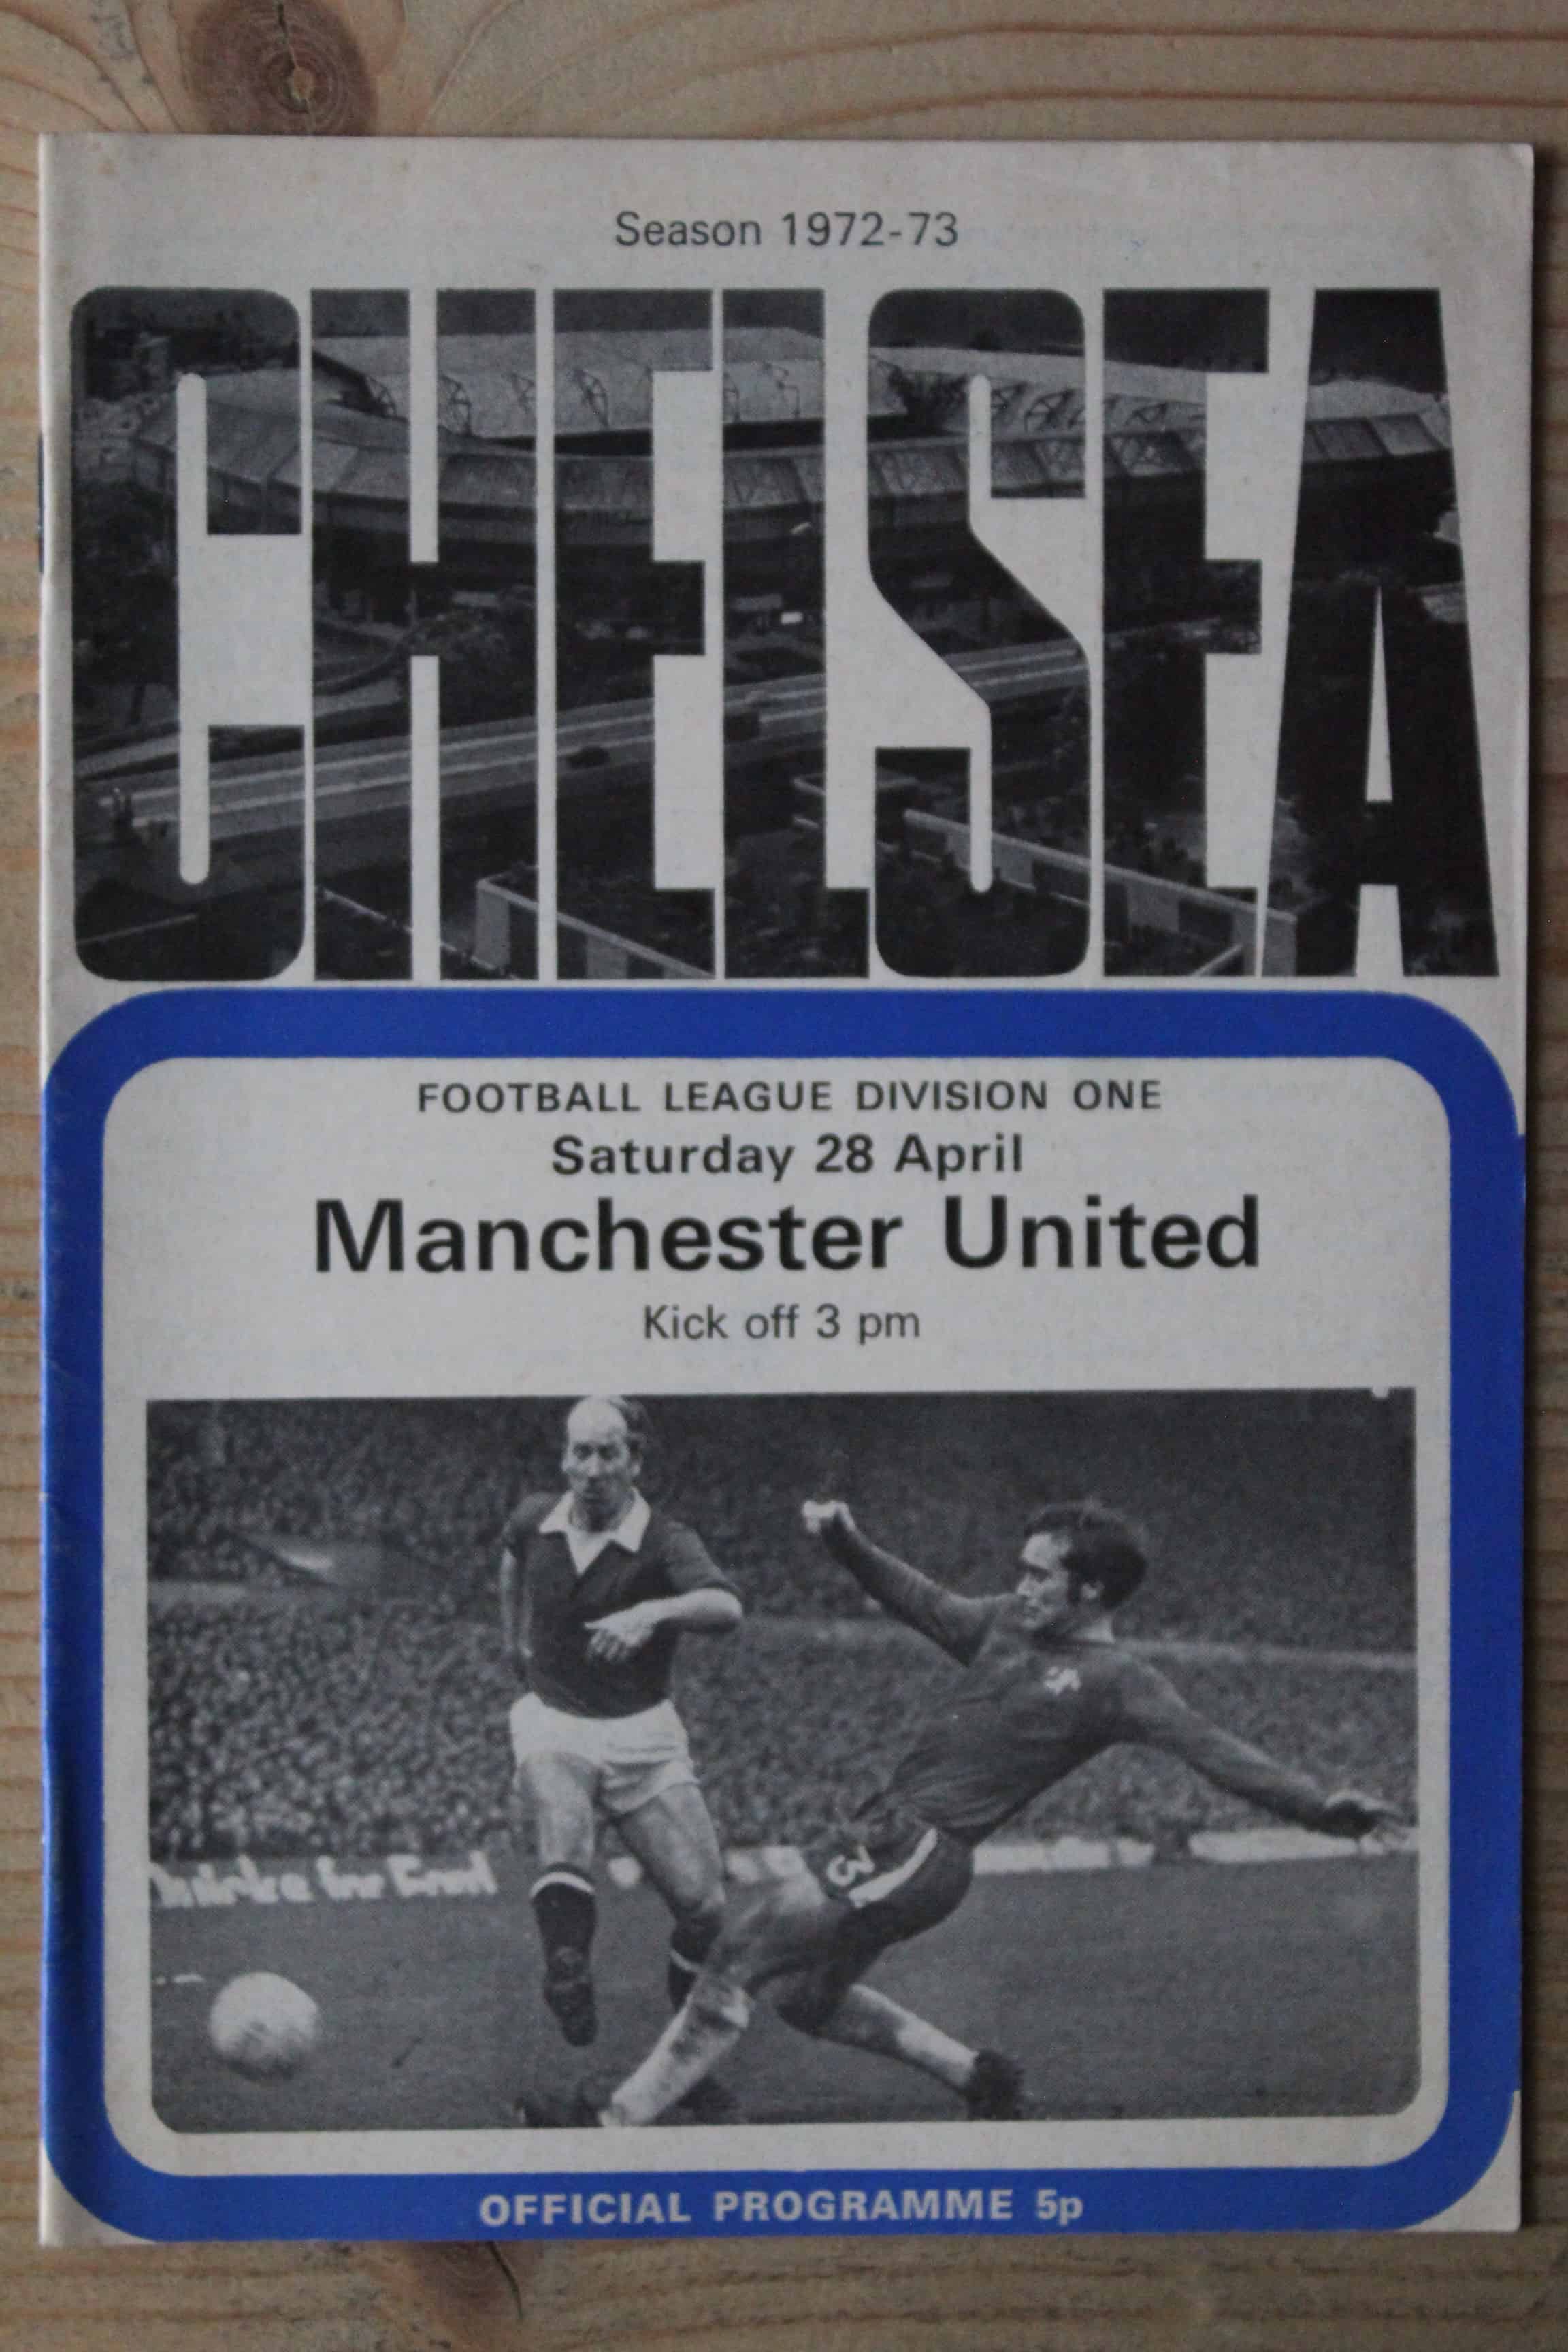 Season 1972-73
CHELSEA
FOOTBALL LEAGUE DIVISION ONE
Saturday 28 April
Manchester United
Kick off 3 pm
3
OFFICIAL PROGRAMME 5p